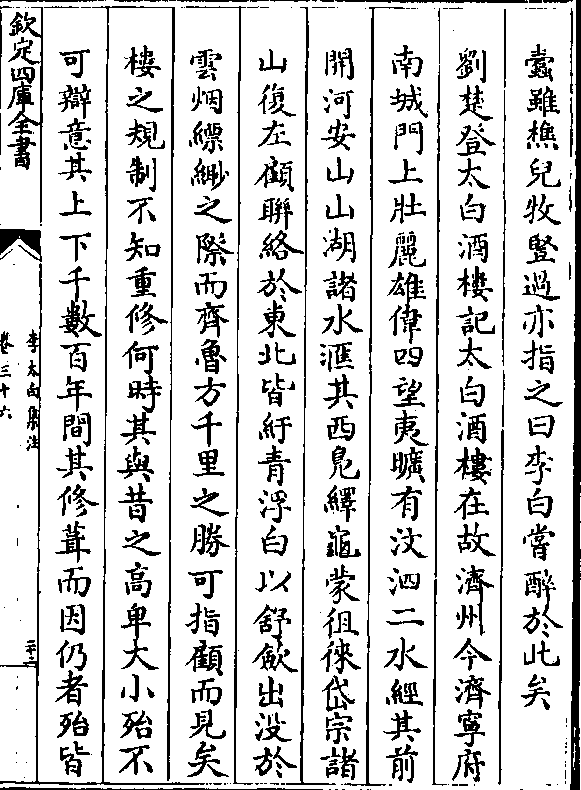 蠹雖樵兒牧豎過亦指之曰李白嘗醉於此矣
劉楚登太白酒樓記太白酒樓在故濟州今濟寧府
南城門上壯麗雄偉四望夷曠有汶泗二水經其前
開河安山山湖諸水滙其西鳬繹龜蒙徂徠岱宗諸
山復左顧聯絡於東北皆紆青浮白以舒歛出没於
雲烟縹緲之際而齊魯方千里之勝可指顧而見矣
樓之規制不知重修何時其與昔之高卑大小殆不
可辯意其上下千數百年間其修葺而因仍者殆皆
欽定四庫全書
李太白集注
卷三十六
三十二